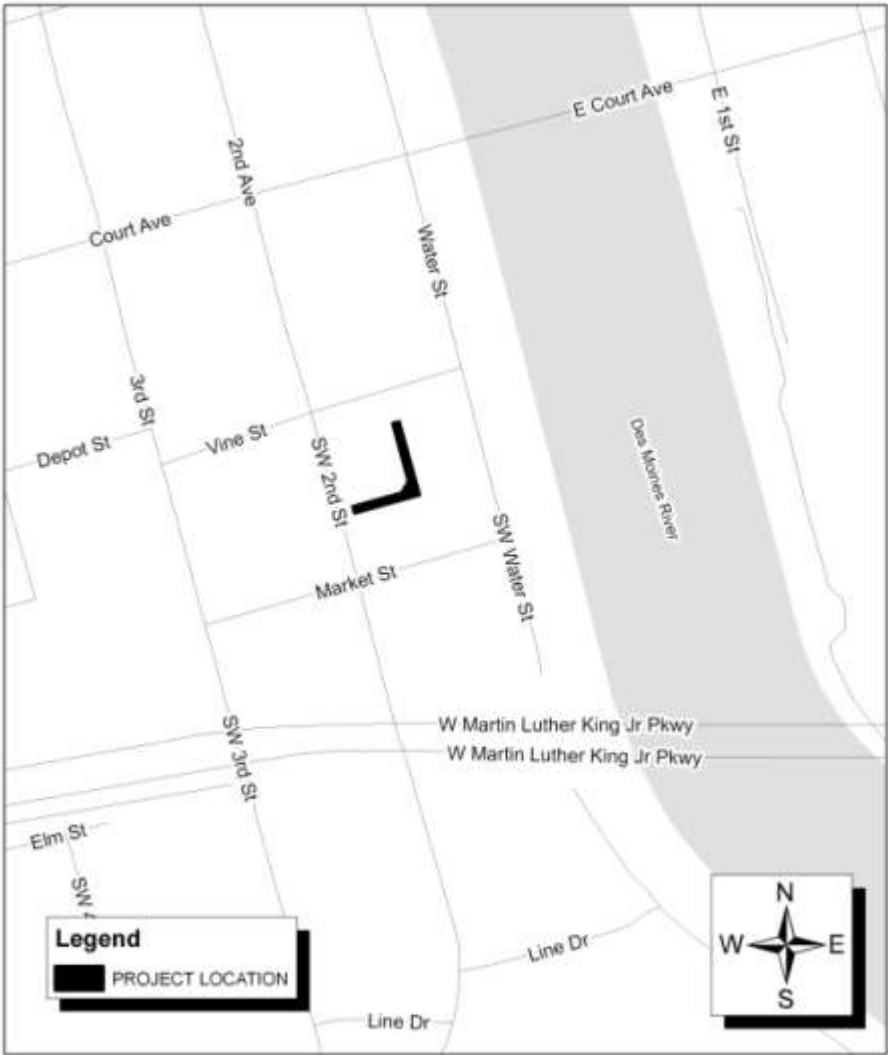 E Court Ave
E 1st St
2nd Ave
Court Ave
Water St
3rd St
Depot St
Vine St
SW 2nd St
Des Moines River
SW Water St
Market St
W Martin Luther King Jr Pkwy
SW 3rd St
W Martin Luther King Jr Pkwy
Elm St
SW
Legend
PROJECT LOCATION
Line Dr
Line Dr
N
W
E
S